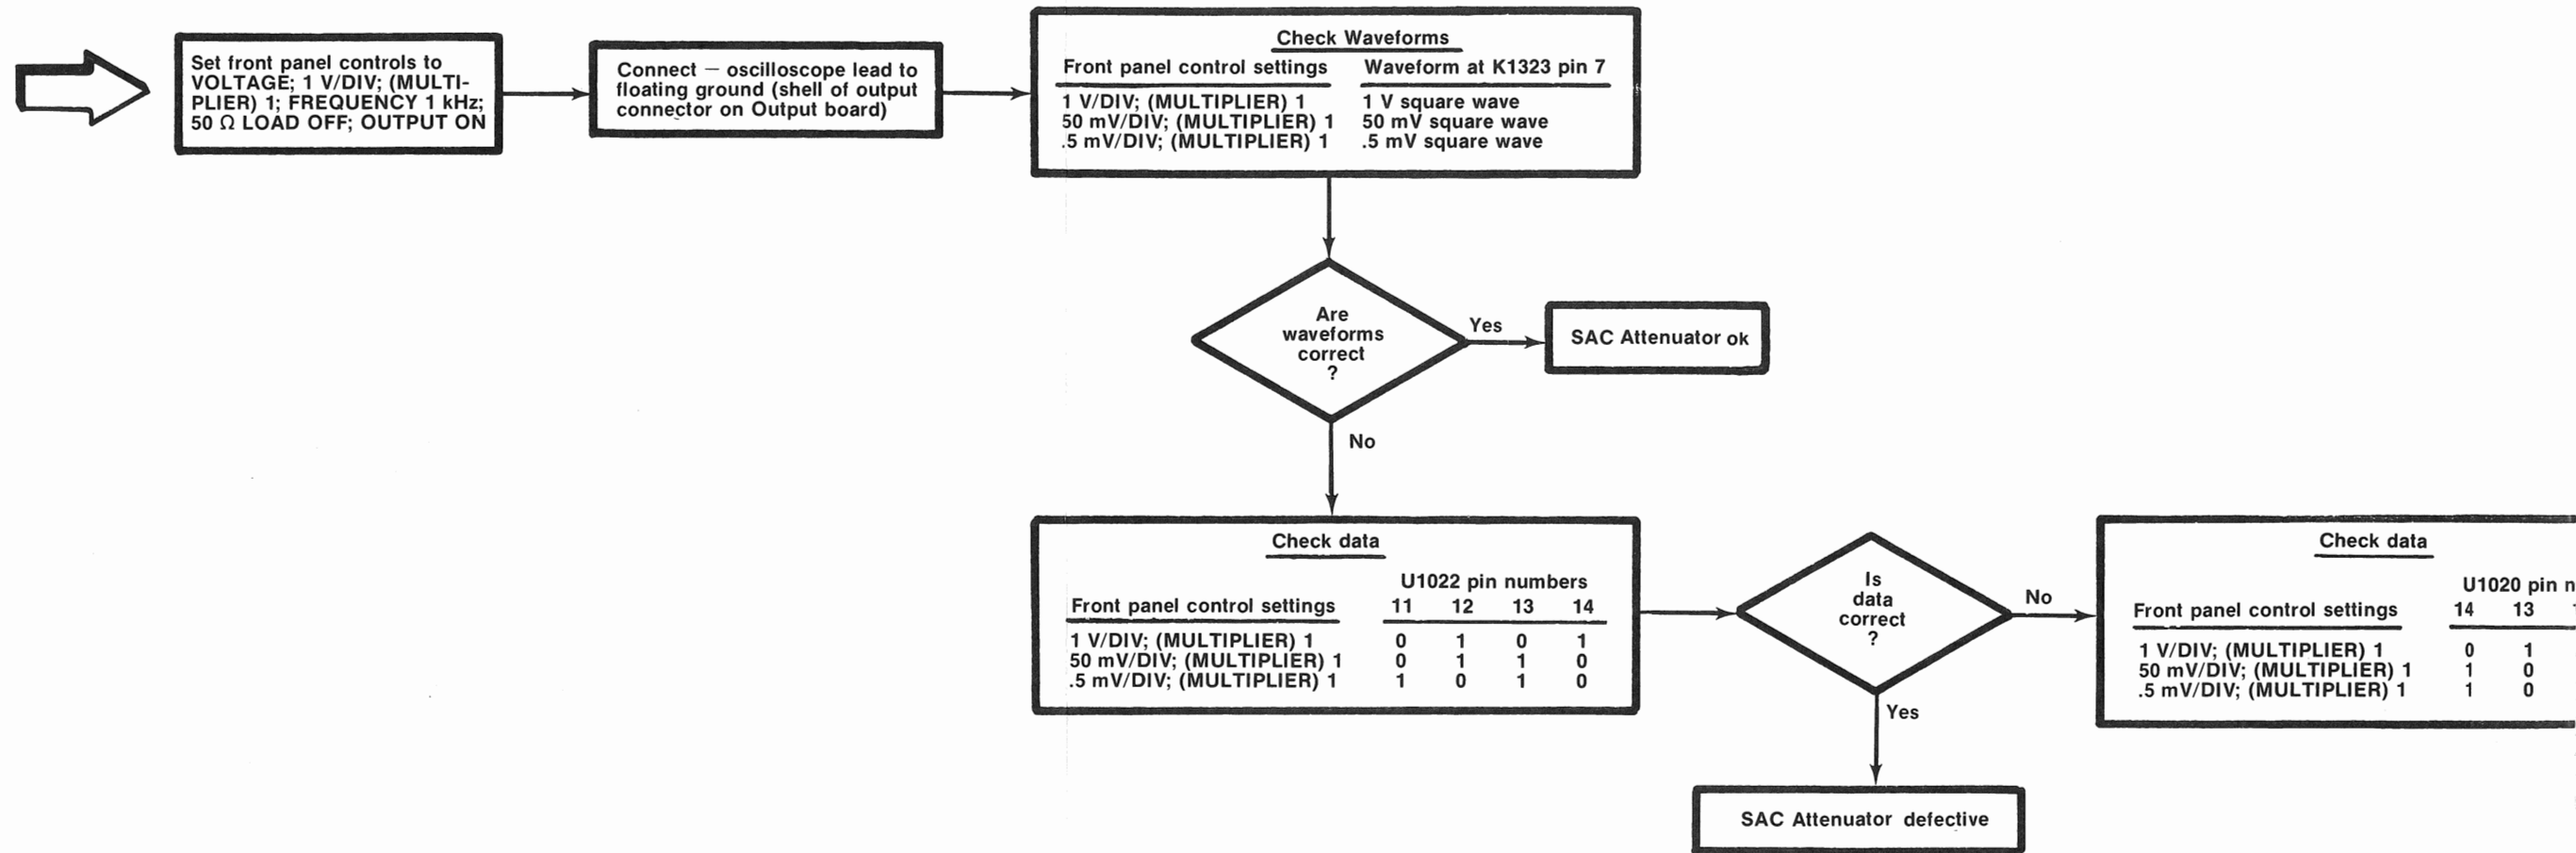 Set front panel controls to
VOLTAGE; 1 V/DIV; (MULTI-
PLIER) 1; FREQUENCY 1 kHz;
50 Ω LOAD OFF; OUTPUT ON
Connect — oscilloscope lead to
floating ground (shell of output
connector on Output board)
Check Waveforms
Front panel control settings Waveform at K1323 pin 7
1 V/DIV; (MULTIPLIER) 1 1 V square wave
50 mV/DIV; (MULTIPLIER) 1 50 mV square wave
.5 mV/DIV; (MULTIPLIER) 1 .5 mV square wave
Are
waveforms
correct
?
Yes
SAC Attenuator ok
No
Check data
U1022 pin numbers
Front panel control settings 11 12 13 14
1 V/DIV; (MULTIPLIER) 1 0 1 0 1
50 mV/DIV; (MULTIPLIER) 1 0 1 1 0
.5 mV/DIV; (MULTIPLIER) 1 1 0 1 0
Is
data
correct
?
No
Yes
SAC Attenuator defective
Check data
U1020 pin
Front panel control settings 14 13
1 V/DIV; (MULTIPLIER) 1 0 1
50 mV/DIV; (MULTIPLIER) 1 1 0
.5 mV/DIV; (MULTIPLIER) 1 1 0